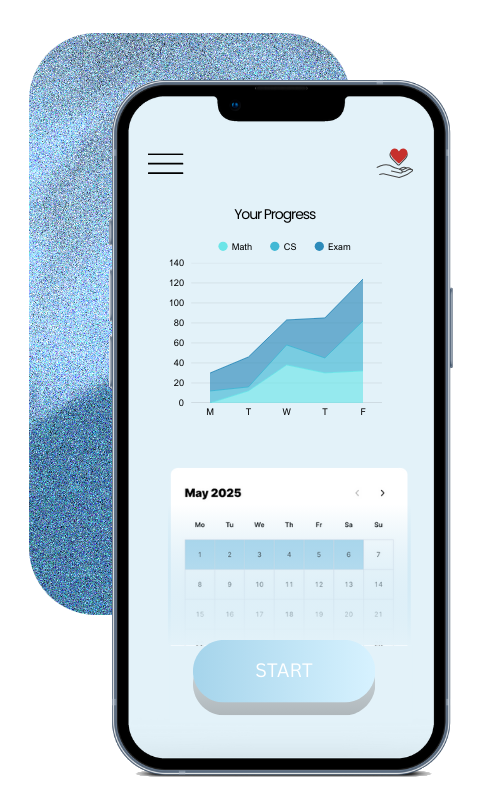 Your Progress
Math CS Exam
140
120
100
80
60
40
20
0
M T W T F
May 2025
Mo Tu We Th Fr Sa Su
1 2 3 4 5 6 7
8 9 10 11 12 13 14
15 16 17 18 19 20 21
START